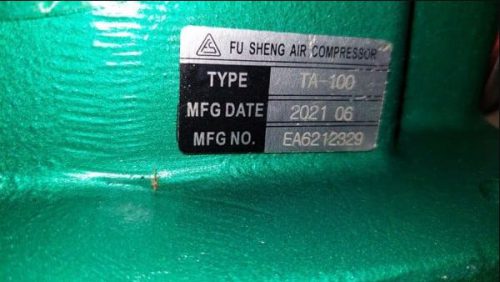 FU SHENG AIR COMPRESSOR
TYPE TA-100
MFG DATE 2021 06
MFG NO. EA6212329